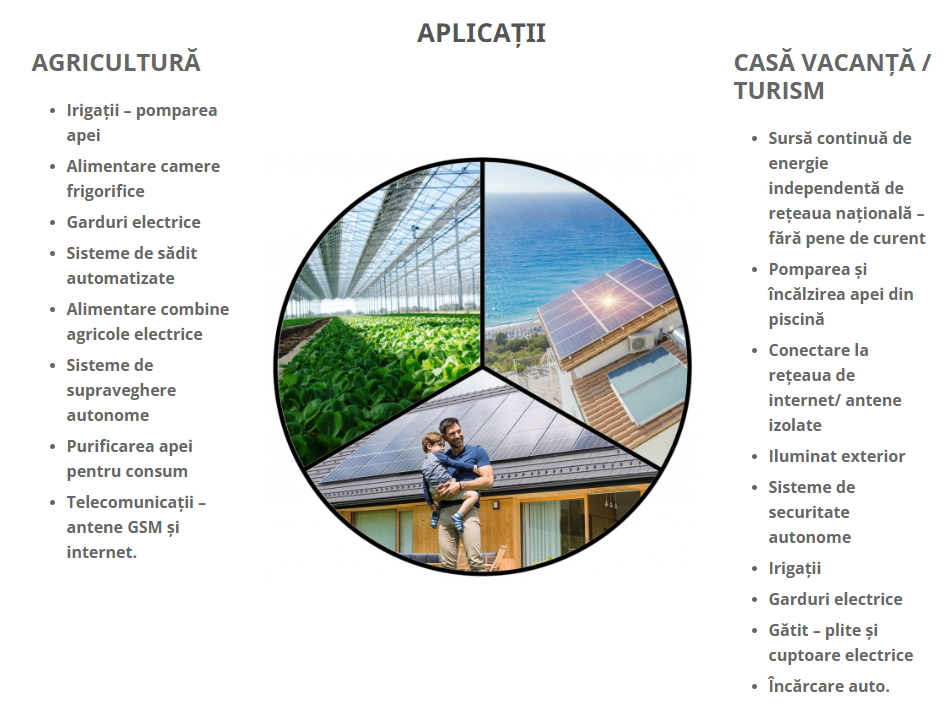 APLICAȚII
AGRICULTURĂ
Irigații – pomparea
apei
Alimentare camere
frigorifice
Garduri electrice
Sisteme de sădit
automatizate
Alimentare combine
agricole electrice
Sisteme de
supraveghere
autonome
Purificarea apei
pentru consum
Telecomunicații –
antene GSM și
internet.
CASĂ VACANȚĂ /
TURISM
Sursă continuă de
energie
independentă de
rețeaua națională –
fără pene de curent
Pomparea și
încălzirea apei din
piscină
Conectare la
rețeaua de
internet/ antene
izolate
Iluminat exterior
Sisteme de
securitate
autonome
Irigații
Garduri electrice
Gătit – plite și
cuptoare electrice
Încărcare auto.